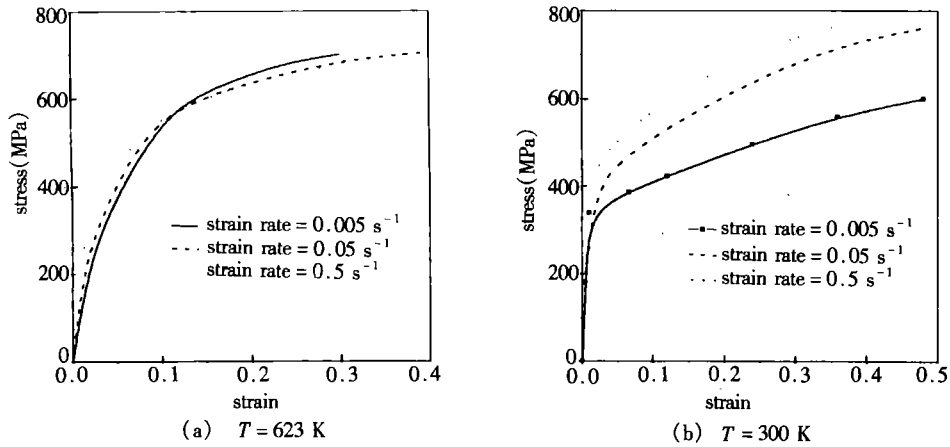 800
600
400
200
0
stress(MPa)
strain rate = 0.005 s⁻¹
strain rate = 0.05 s⁻¹
strain rate = 0.5 s⁻¹
0.0 0.1 0.2 0.3 0.4
strain
(a) T = 623 K
800
600
400
200
0
stress(MPa)
strain rate = 0.005 s⁻¹
strain rate = 0.05 s⁻¹
strain rate = 0.5 s⁻¹
0.0 0.1 0.2 0.3 0.4 0.5
strain
(b) T = 300 K